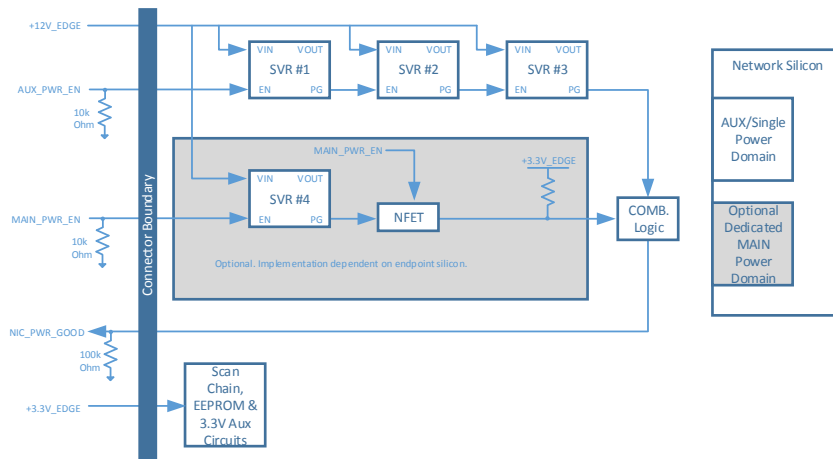 +12V_EDGE
VIN VOUT
SVR #1
EN PG
VIN VOUT
SVR #2
EN PG
VIN VOUT
SVR #3
EN PG
AUX_PWR_EN
10k
Ohm
Network Silicon
AUX/Single
Power
Domain
Optional
Dedicated
MAIN
Power
Domain
MAIN_PWR_EN
+3.3V_EDGE
VIN VOUT
SVR #4
EN PG
NFET
COMB.
Logic
MAIN_PWR_EN
10k
Ohm
Optional. Implementation dependent on endpoint silicon.
Connector Boundary
NIC_PWR_GOOD
100k
Ohm
+3.3V_EDGE
Scan
Chain,
EEPROM &
3.3V Aux
Circuits